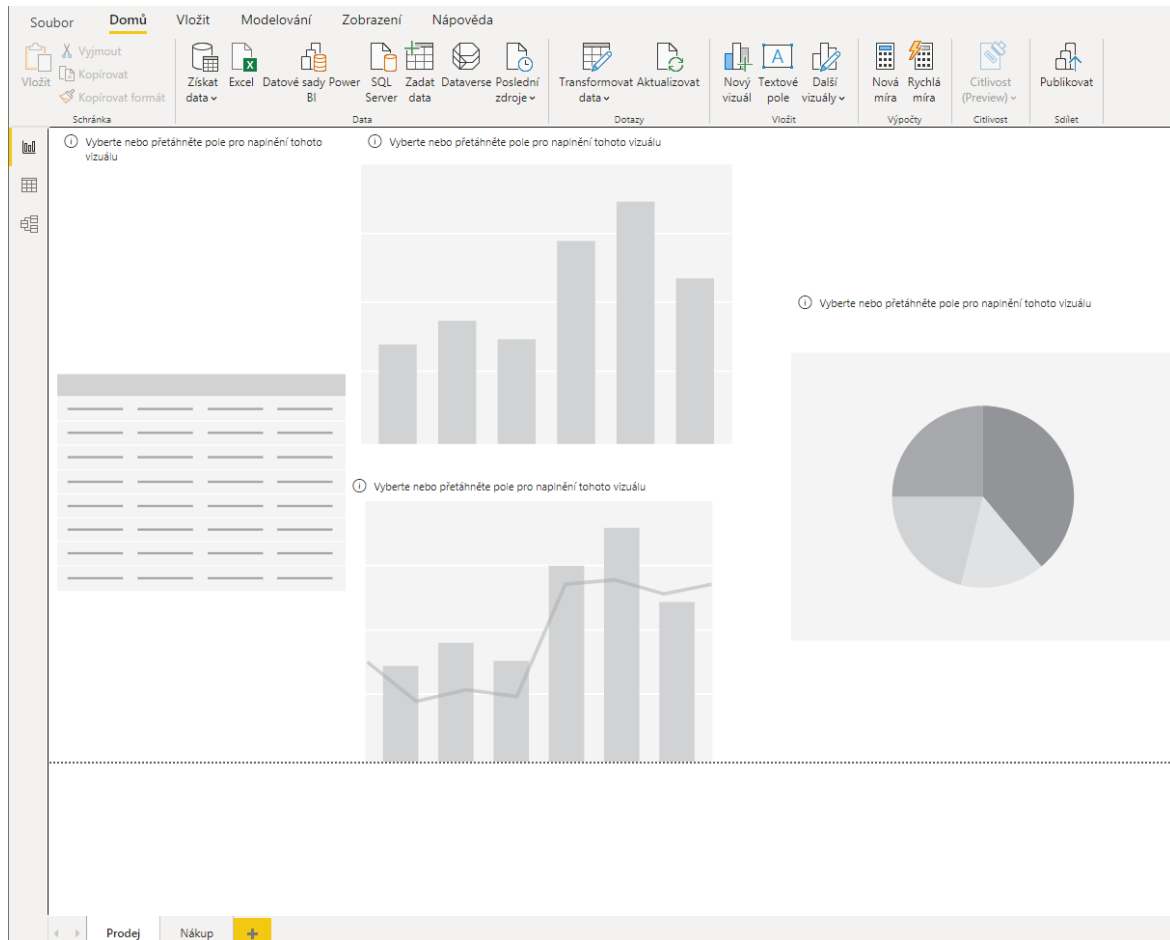 Soubor Domů Vložit Modelování Zobrazení Nápověda
Vložit
Vyjmout
Kopírovat
Kopírovat formát
Schránka
Získat
data
Excel
Datové sady Power
BI
SQL
Server
Zadat
data
Dataverse
Poslední
zdroje
Data
Transformovat
data
Aktualizovat
Dotazy
Nový
vizuál
A
Textové
pole
Další
vizuály
Vložit
Nová
míra
Rychlá
míra
Výpočty
Citlivost
(Preview)
Citlivost
Publikovat
Sdílet
Vyberte nebo přetáhněte pole pro naplnění tohoto
vizuálu
Vyberte nebo přetáhněte pole pro naplnění tohoto vizuálu
Vyberte nebo přetáhněte pole pro naplnění tohoto vizuálu
Vyberte nebo přetáhněte pole pro naplnění tohoto vizuálu
Prodej Nákup +